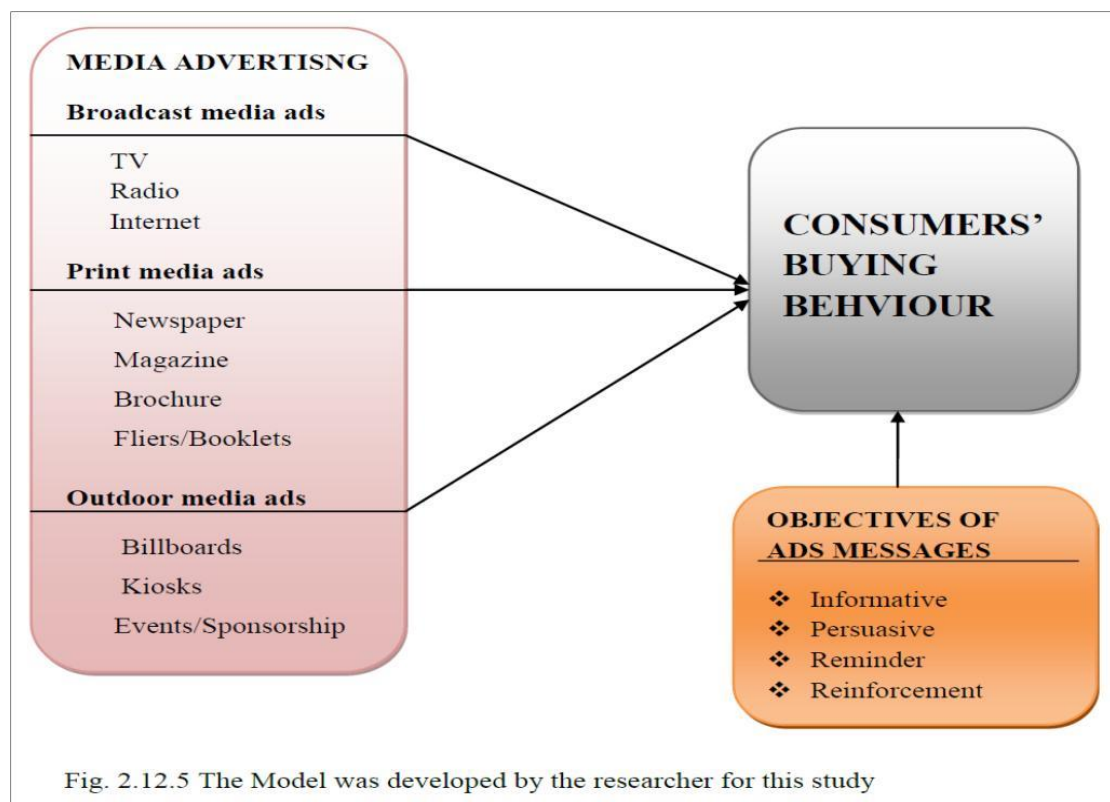 MEDIA ADVERTISNG
Broadcast media ads
TV
Radio
Internet
Print media ads
Newspaper
Magazine
Brochure
Fliers/Booklets
Outdoor media ads
Billboards
Kiosks
Events/Sponsorship
CONSUMERS’
BUYING
BEHVIOUR
OBJECTIVES OF
ADS MESSAGES
❖ Informative
❖ Persuasive
❖ Reminder
❖ Reinforcement
Fig. 2.12.5 The Model was developed by the researcher for this study